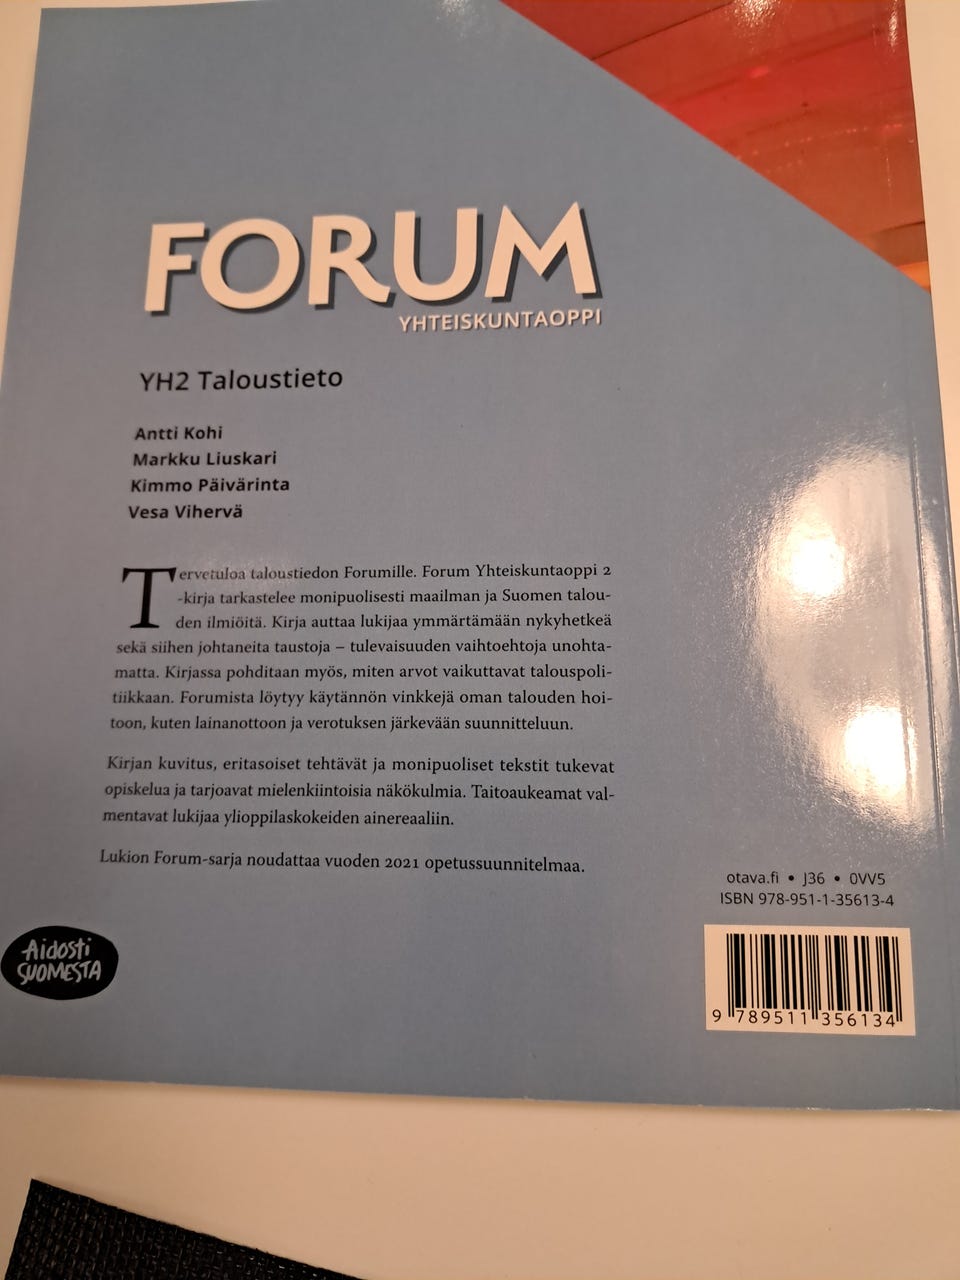 FORUM
YHTEISKUNTAOPPI
YH2 Taloustieto
Antti Kohi
Markku Liuskari
Kimmo Päivärinta
Vesa Vihervä
Tervetuloa taloustiedon Forumille. Forum Yhteiskuntaoppi 2
-kirja tarkastelee monipuolisesti maailman ja Suomen talou-
den ilmiöitä. Kirja auttaa lukijaa ymmärtämään nykyhetkeä
sekä siihen johtaneita taustoja – tulevaisuuden vaihtoehtoja unohta-
matta. Kirjassa pohditaan myös, miten arvot vaikuttavat talouspoli-
tiikkaan. Forumista löytyy käytännön vinkkejä oman talouden hoi-
toon, kuten lainanottoon ja verotuksen järkevään suunnitteluun.
Kirjan kuvitus, eritasoiset tehtävät ja monipuoliset tekstit tukevat
opiskelua ja tarjoavat mielenkiintoisia näkökulmia. Taitoaukeamat val-
mentavat lukijaa ylioppilaskokeiden ainereaaliin.
Lukion Forum-sarja noudattaa vuoden 2021 opetussuunnitelmaa.
otava.fi • J36 • 0VV5
ISBN 978-951-1-35613-4
Aidosti
SUOMESTA
9 789511 356134